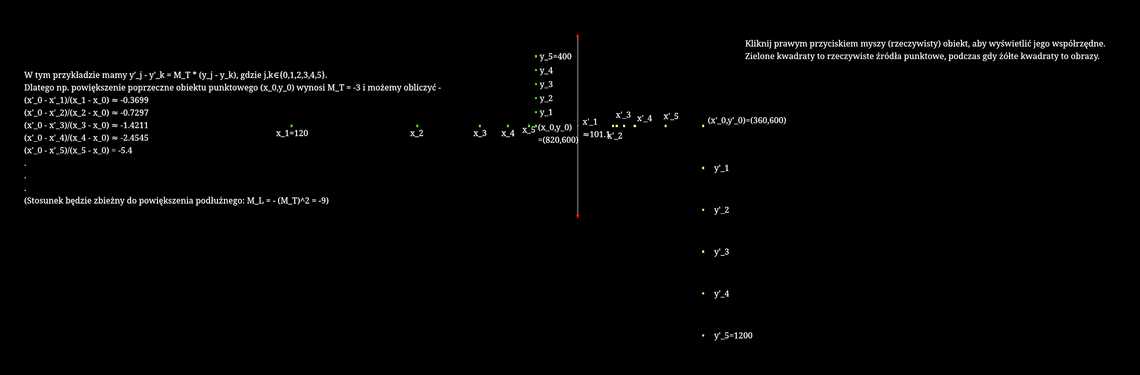 Kliknij prawym przyciskiem myszy (rzeczywisty) obiekt, aby wyświetlić jego współrzędne.
Zielone kwadraty to rzeczywiste źródła punktowe, podczas gdy żółte kwadraty to obrazy.
W tym przykładzie mamy y'_j - y'_k = M_T * (y_j - y_k), gdzie j,k∈{0,1,2,3,4,5}.
Dlatego np. powiększenie poprzeczne obiektu punktowego (x_0,y_0) wynosi M_T = -3 i możemy obliczyć -
(x'_0 - x'_1)/(x_1 - x_0) ≈ -0.3699
(x'_0 - x'_2)/(x_2 - x_0) ≈ -0.7297
(x'_0 - x'_3)/(x_3 - x_0) ≈ -1.4211
(x'_0 - x'_4)/(x_4 - x_0) ≈ -2.4545
(x'_0 - x'_5)/(x_5 - x_0) = -5.4
.
.
.
(Stosunek będzie zbieżny do powiększenia podłużnego: M_L = - (M_T)^2 = -9)
y_5=400
y_4
y_3
y_2
y_1
x_1=120
x_2
x_3
x_4
x_5
(x_0,y_0)
=(820,600)
x'_1
≈101.1
x'_2
x'_3
x'_4
x'_5
(x'_0,y'_0)=(360,600)
y'_1
y'_2
y'_3
y'_4
y'_5=1200